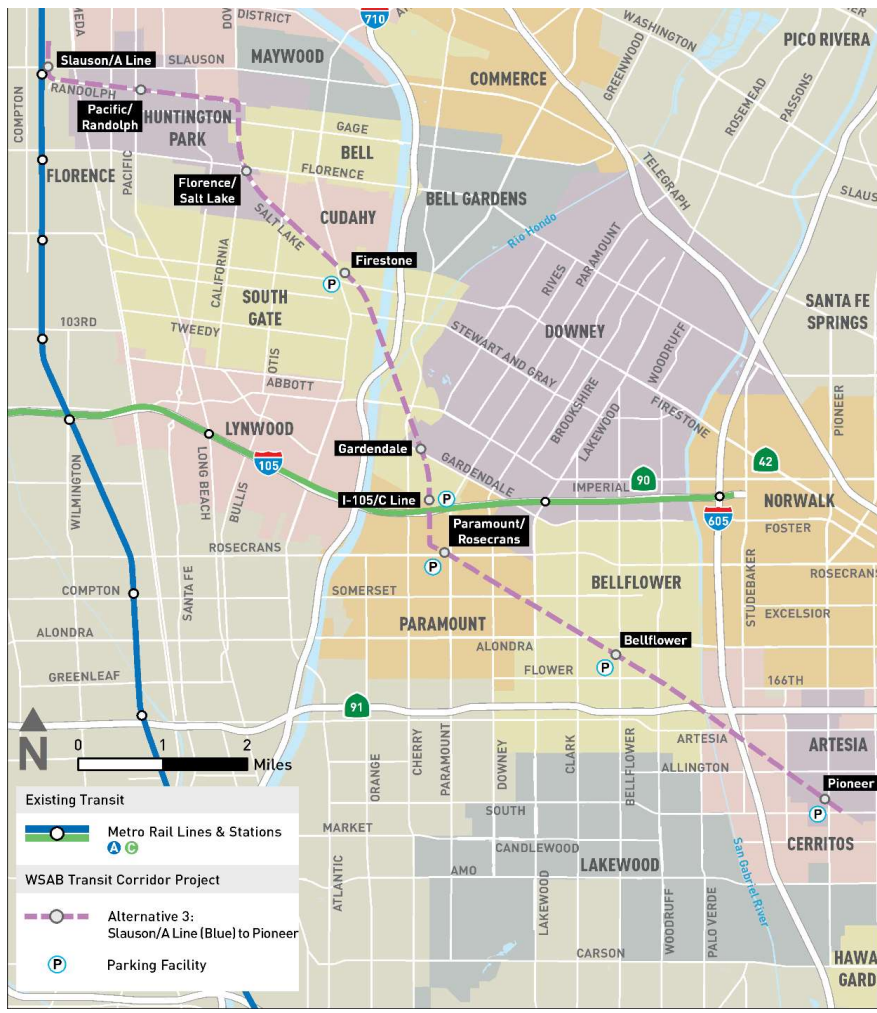 MEDA
DOV
DISTRICT
710
WASHINGTON
ER
PICO RIVERA
Slauson/A Line
SLAUSON
MAYWOOD
COMMERCE
GREENWOOD
ROSEMEAD
PASSONS
RANDOLPH
COMPTON
Pacific/
Randolph
HUNTINGTON
PARK
GAGE
BELL
FLORENCE
FLORENCE
PACIFIC
Florence/
Salt Lake
TELEGRAPH
SLAUS
BELL GARDENS
CUDAHY
Rio Hondo
SALT LAKE
CALIFORNIA
Firestone
P
RIVES
PARAMOUNT
SOUTH
GATE
SANTA FE
SPRINGS
103RD
TWEEDY
OTIS
ABBOTT
STEWART AND GRAY
DOWNEY
WOODRUFF
BROOKSHIRE
LAKEWOOD
FIRESTONE
PIONEER
LYNWOOD
105
LONG BEACH
BULLIS
WILMINGTON
Gardendale
GARDENDALE
I-105/C Line
P
IMPERIAL
90
42
NORWALK
605
FOSTER
Paramount/
Rosecrans
P
ROSECRANS
ROSECRANS
COMPTON
SANTA FE
SOMERSET
BELLFLOWER
STUDEBAKER
EXCELSIOR
ALONDRA
PARAMOUNT
ALONDRA
Bellflower
P
FLOWER
GREENLEAF
166TH
91
N
0 1 2
Miles
ORANGE
CHERRY
PARAMOUNT
DOWNEY
CLARK
BELLFLOWER
ARTESIA
ALLINGTON
ARTESIA
Pioneer
P
CERRITOS
SOUTH
MARKET
CANDLEWOOD
LAKEWOOD
AMO
ATLANTIC
LAKEWOOD
WOODRUFF
PALO VERDE
San Gabriel River
CARSON
HAWA
GARD
Existing Transit
Metro Rail Lines & Stations
A C
WSAB Transit Corridor Project
Alternative 3:
Slauson/A Line (Blue) to Pioneer
P Parking Facility